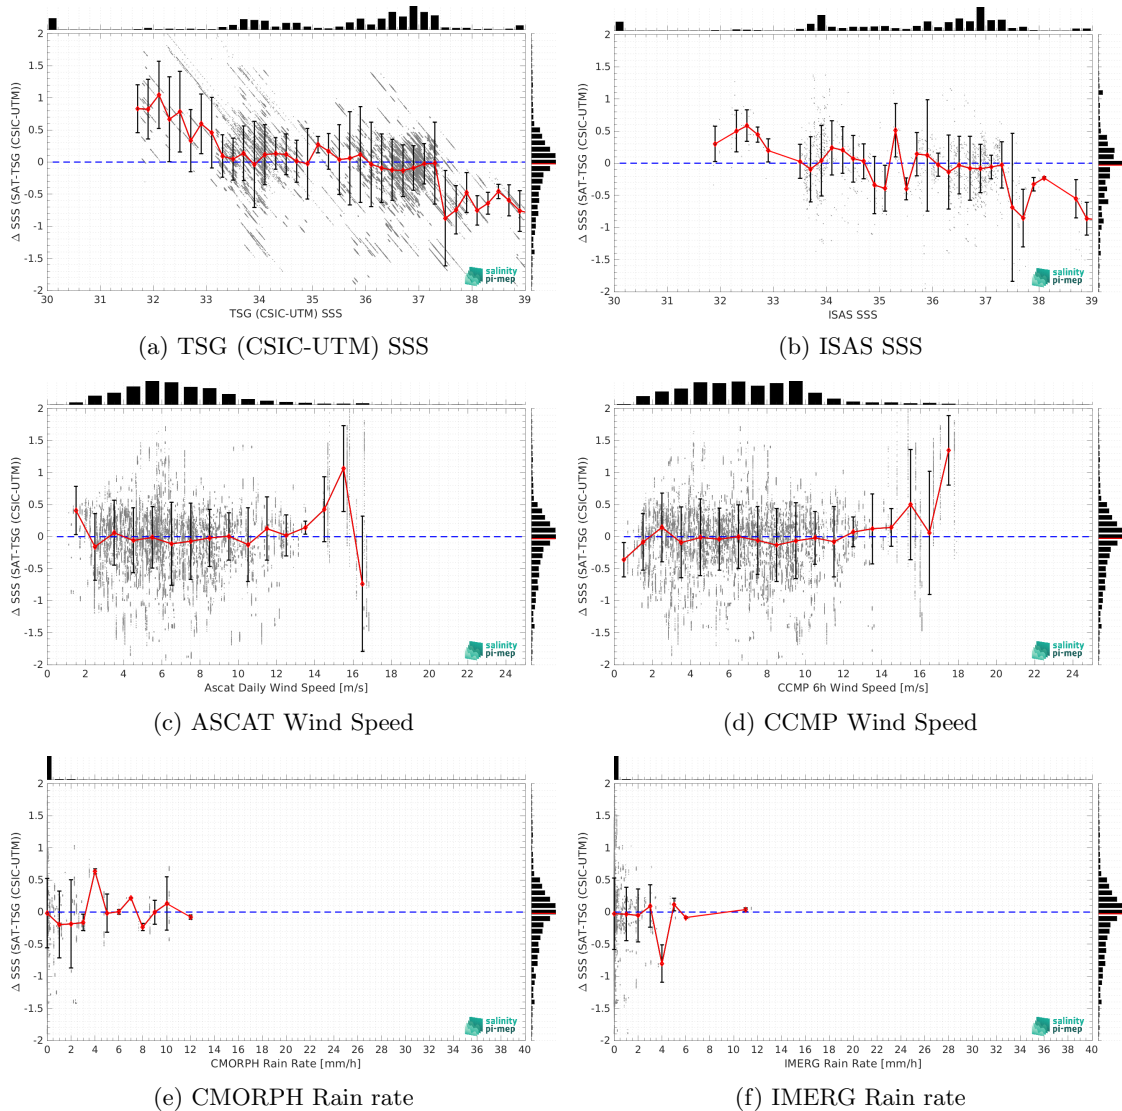 2
1.5
1
0.5
0
-0.5
-1
-1.5
-2
Δ SSS (SAT-TSG (CSIC-UTM))
30 31 32 33 34 35 36 37 38 39
TSG (CSIC-UTM) SSS
salinity
pi-mep
(a) TSG (CSIC-UTM) SSS
2
1.5
1
0.5
0
-0.5
-1
-1.5
-2
Δ SSS (SAT-TSG (CSIC-UTM))
30 31 32 33 34 35 36 37 38 39
ISAS SSS
salinity
pi-mep
(b) ISAS SSS
2
1.5
1
0.5
0
-0.5
-1
-1.5
-2
Δ SSS (SAT-TSG (CSIC-UTM))
0 2 4 6 8 10 12 14 16 18 20 22 24
Ascat Daily Wind Speed [m/s]
salinity
pi-mep
(c) ASCAT Wind Speed
2
1.5
1
0.5
0
-0.5
-1
-1.5
-2
Δ SSS (SAT-TSG (CSIC-UTM))
0 2 4 6 8 10 12 14 16 18 20 22 24
CCMP 6h Wind Speed [m/s]
salinity
pi-mep
(d) CCMP Wind Speed
2
1.5
1
0.5
0
-0.5
-1
-1.5
-2
Δ SSS (SAT-TSG (CSIC-UTM))
0 2 4 6 8 10 12 14 16 18 20 22 24 26 28 30 32 34 36 38 40
CMORPH Rain Rate [mm/h]
salinity
pi-mep
(e) CMORPH Rain rate
2
1.5
1
0.5
0
-0.5
-1
-1.5
-2
Δ SSS (SAT-TSG (CSIC-UTM))
0 2 4 6 8 10 12 14 16 18 20 22 24 26 28 30 32 34 36 38 40
IMERG Rain Rate [mm/h]
salinity
pi-mep
(f) IMERG Rain rate